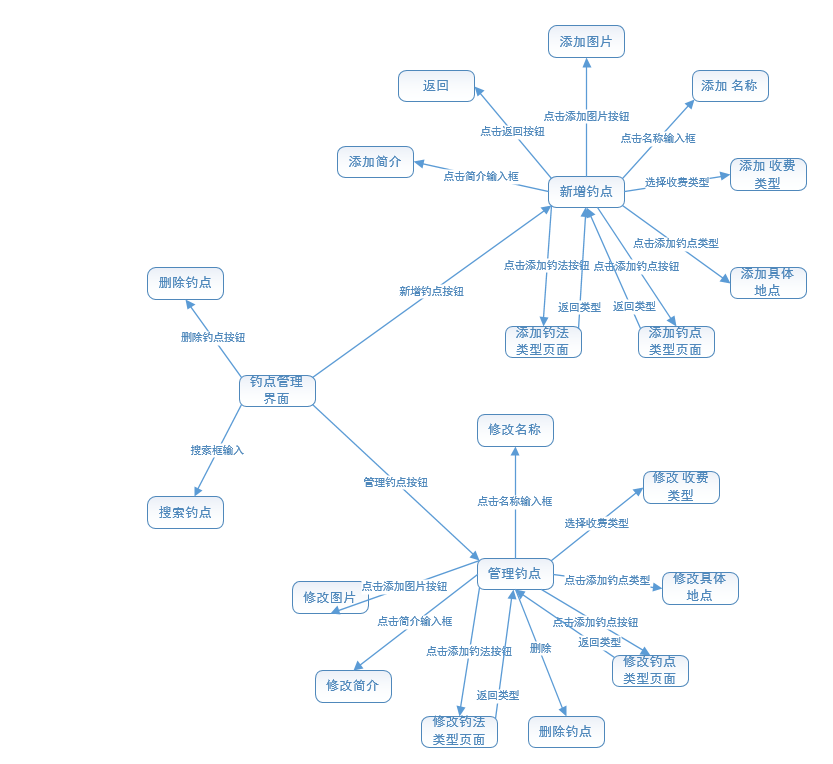 添加图片
返回
添加 名称
点击添加图片按钮
点击返回按钮
点击名称输入框
添加简介
点击简介输入框
新增钓点
选择收费类型
添加 收费
类型
点击添加钓点类型
点击添加钓法按钮
点击添加钓点按钮
添加具体
地点
删除钓点
新增钓点按钮
返回类型
返回类型
添加钓法
类型页面
添加钓点
类型页面
删除钓点按钮
钓点管理
界面
修改名称
搜索框输入
管理钓点按钮
点击名称输入框
修改 收费
类型
搜索钓点
选择收费类型
管理钓点
点击添加钓点类型
修改具体
地点
点击添加图片按钮
修改图片
点击简介输入框
点击添加钓点按钮
返回类型
点击添加钓法按钮
删除
修改钓点
类型页面
修改简介
返回类型
修改钓法
类型页面
删除钓点